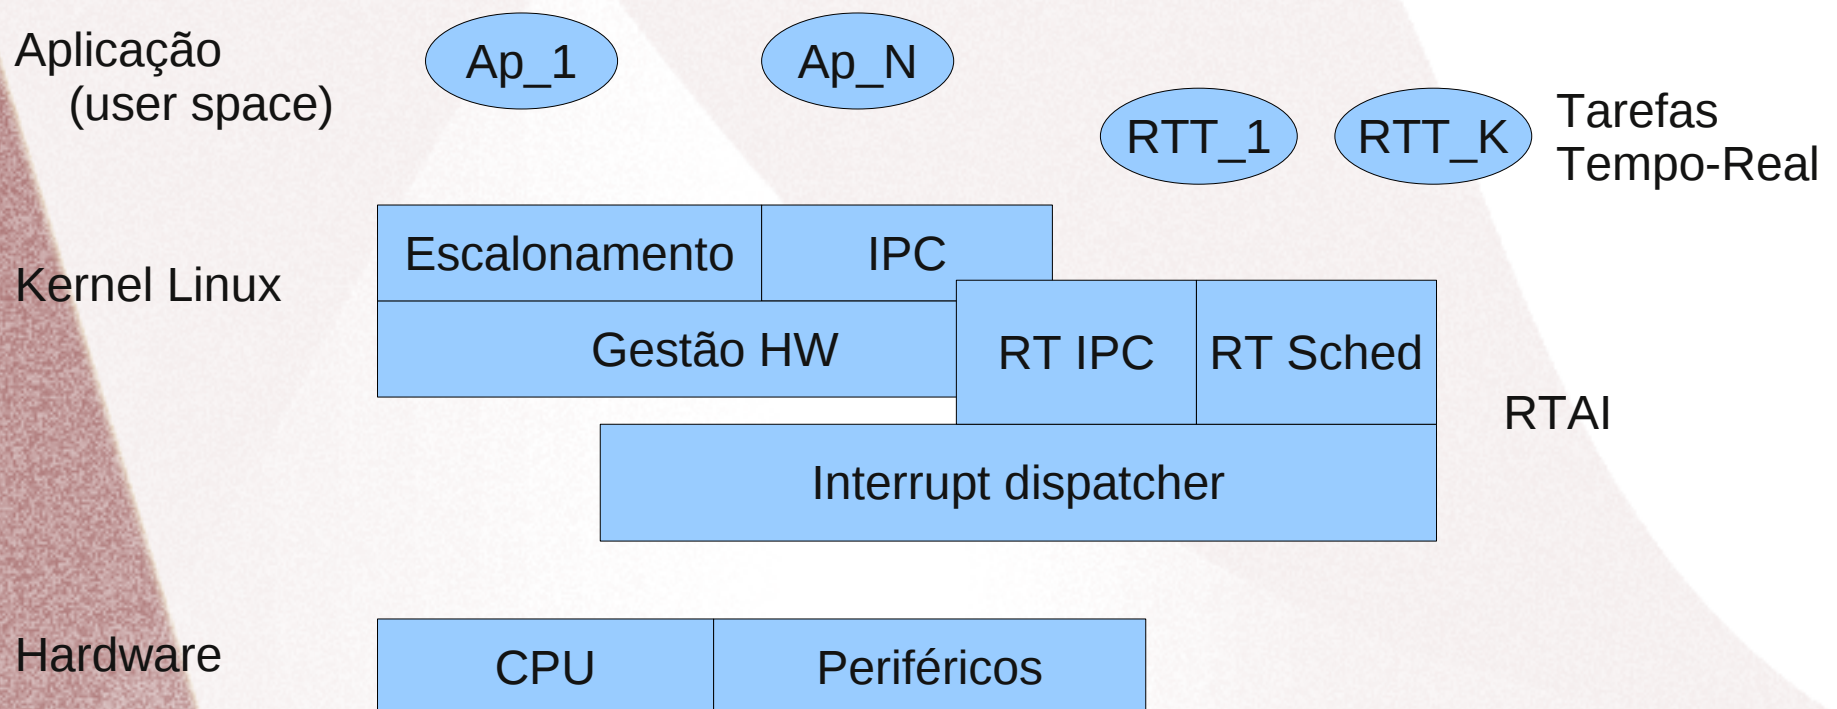 Aplicação
(user space)
Ap_1
Ap_N
RTT_1
RTT_K
Tarefas
Tempo-Real
Kernel Linux
Escalonamento
IPC
Gestão HW
RT IPC
RT Sched
RTAI
Interrupt dispatcher
Hardware
CPU
Periféricos